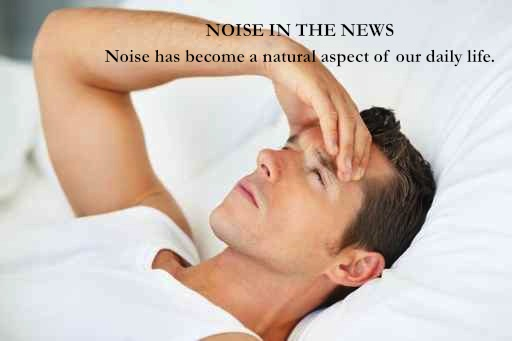 NOISE IN THE NEWS
Noise has become a natural aspect of our daily life.